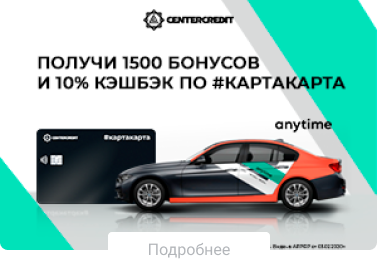 CENTERCREDIT
ПОЛУЧИ 1500 БОНУСОВ
И 10% КЭШБЭК ПО #КАРТАКАРТА
anytime
CENTERCREDIT
#картакарта
Подробнее